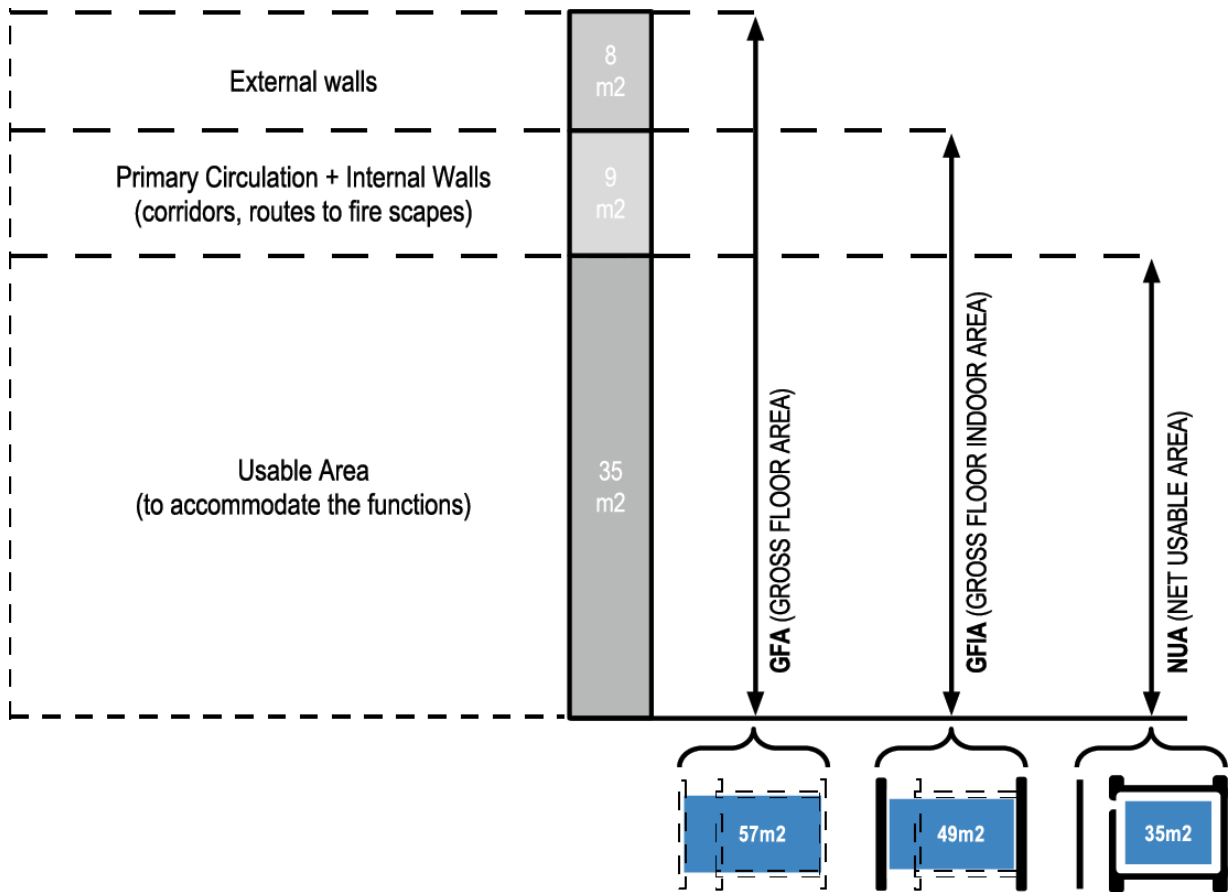 External walls
8
m2
Primary Circulation + Internal Walls
(corridors, routes to fire scapes)
9
m2
Usable Area
(to accommodate the functions)
35
m2
GFA (GROSS FLOOR AREA)
GFIA (GROSS FLOOR INDOOR AREA)
NUA (NET USABLE AREA)
57m2
49m2
35m2